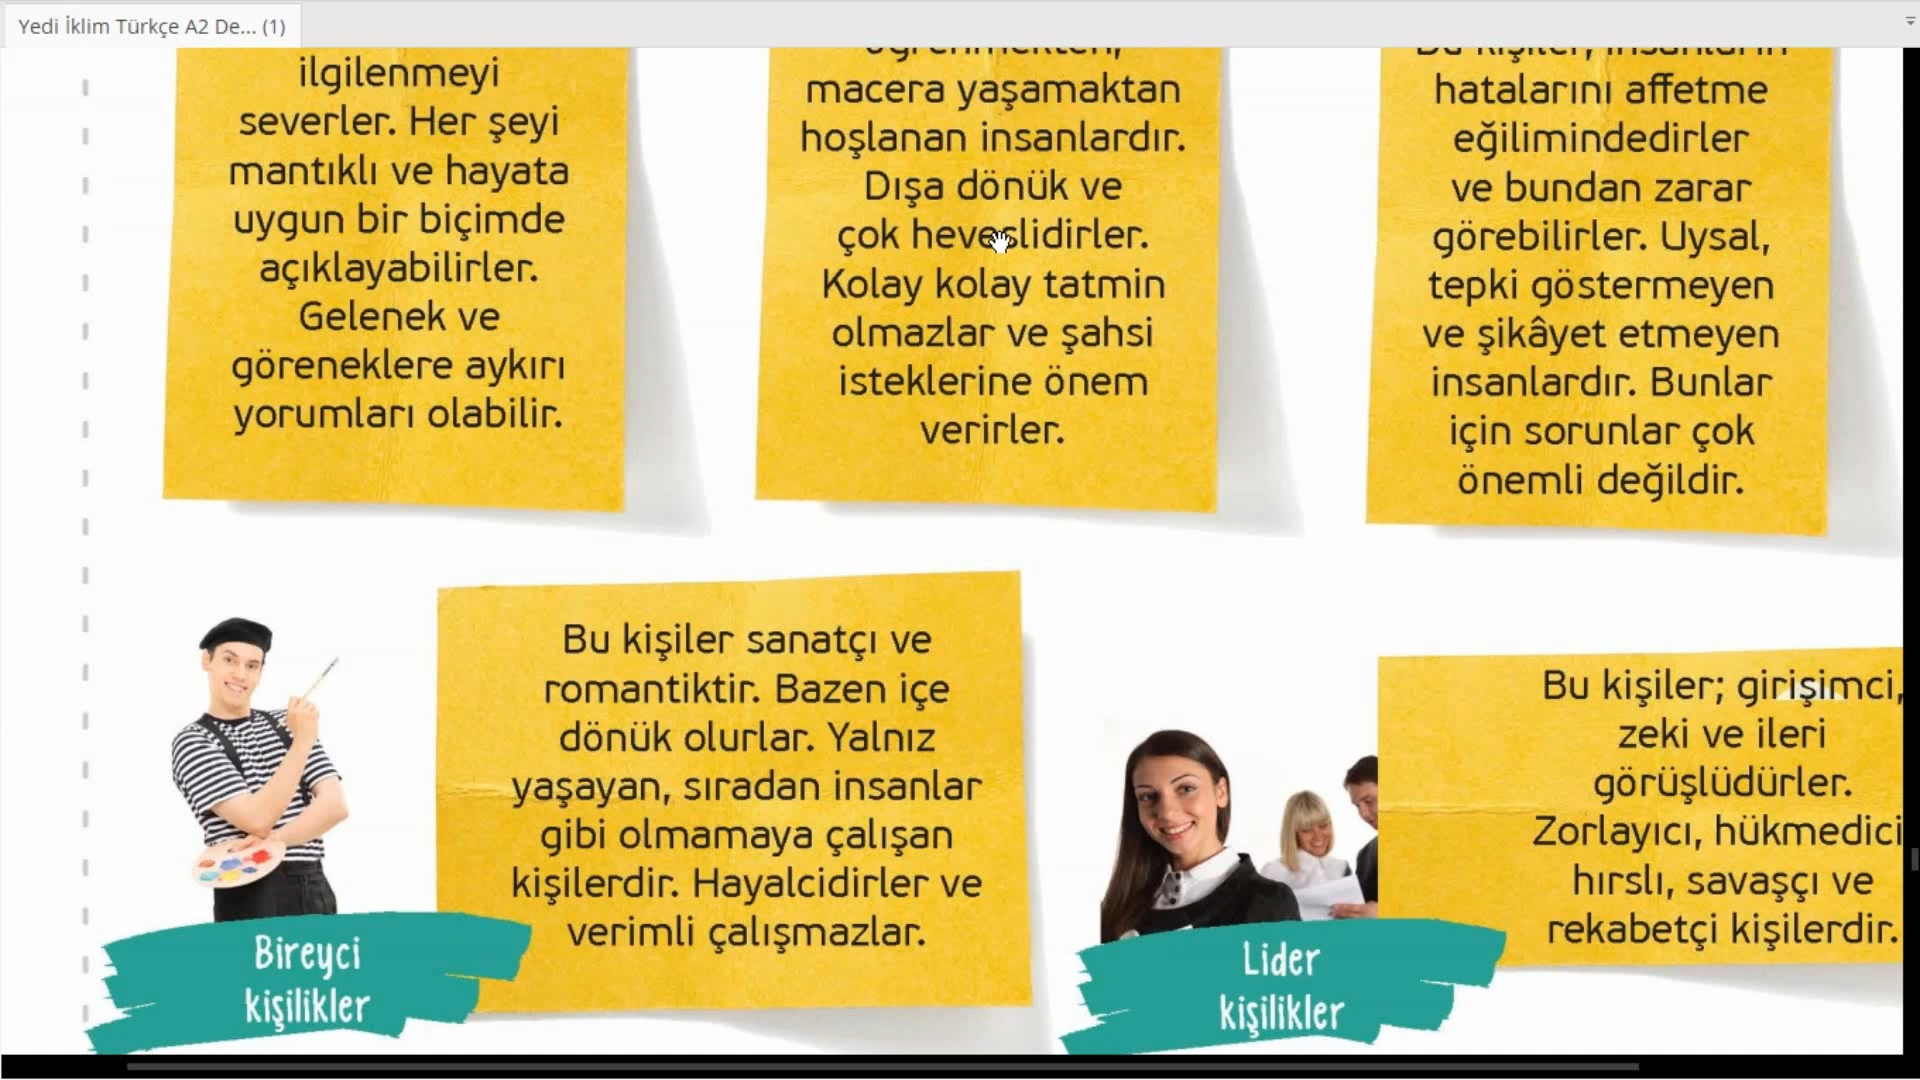 Yedi İklim Türkçe A2 De... (1)
ilgilenmeyi
severler. Her şeyi
mantıklı ve hayata
uygun bir biçimde
açıklayabilirler.
Gelenek ve
göreneklere aykırı
yorumları olabilir.
öğrenmekten,
macera yaşamaktan
hoşlanan insanlardır.
Dışa dönük ve
çok heveslidirler.
Kolay kolay tatmin
olmazlar ve şahsi
isteklerine önem
verirler.
Bu kişiler, insanların
hatalarını affetme
eğilimindedirler
ve bundan zarar
görebilirler. Uysal,
tepki göstermeyen
ve şikâyet etmeyen
insanlardır. Bunlar
için sorunlar çok
önemli değildir.
Bu kişiler sanatçı ve
romantiktir. Bazen içe
dönük olurlar. Yalnız
yaşayan, sıradan insanlar
gibi olmamaya çalışan
kişilerdir. Hayalcidirler ve
verimli çalışmazlar.
Bireyci
kişilikler
Bu kişiler; girişimci,
zeki ve ileri
görüşlüdürler.
Zorlayıcı, hükmedici
hırslı, savaşçı ve
rekabetçi kişilerdir.
Lider
kişilikler